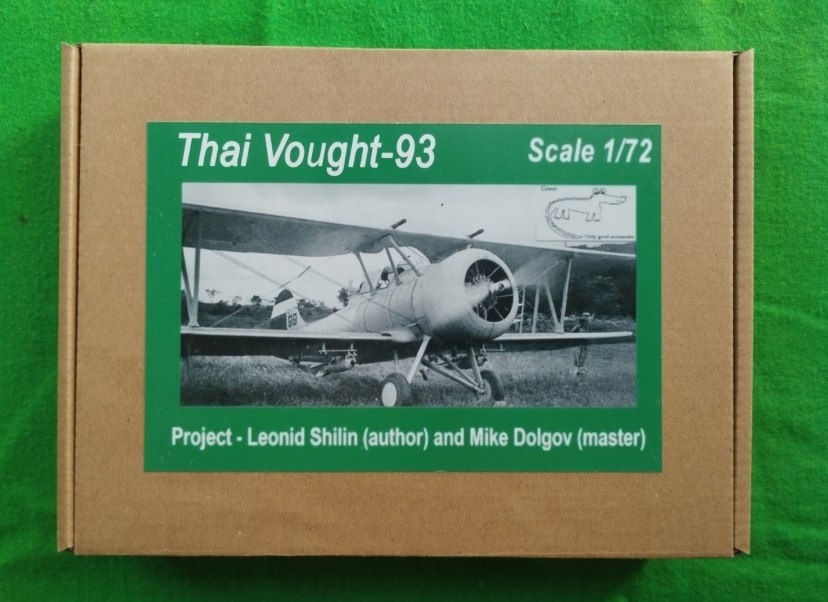 Thai Vought-93
Scale 1/72
Project - Leonid Shilin (author) and Mike Dolgov (master)